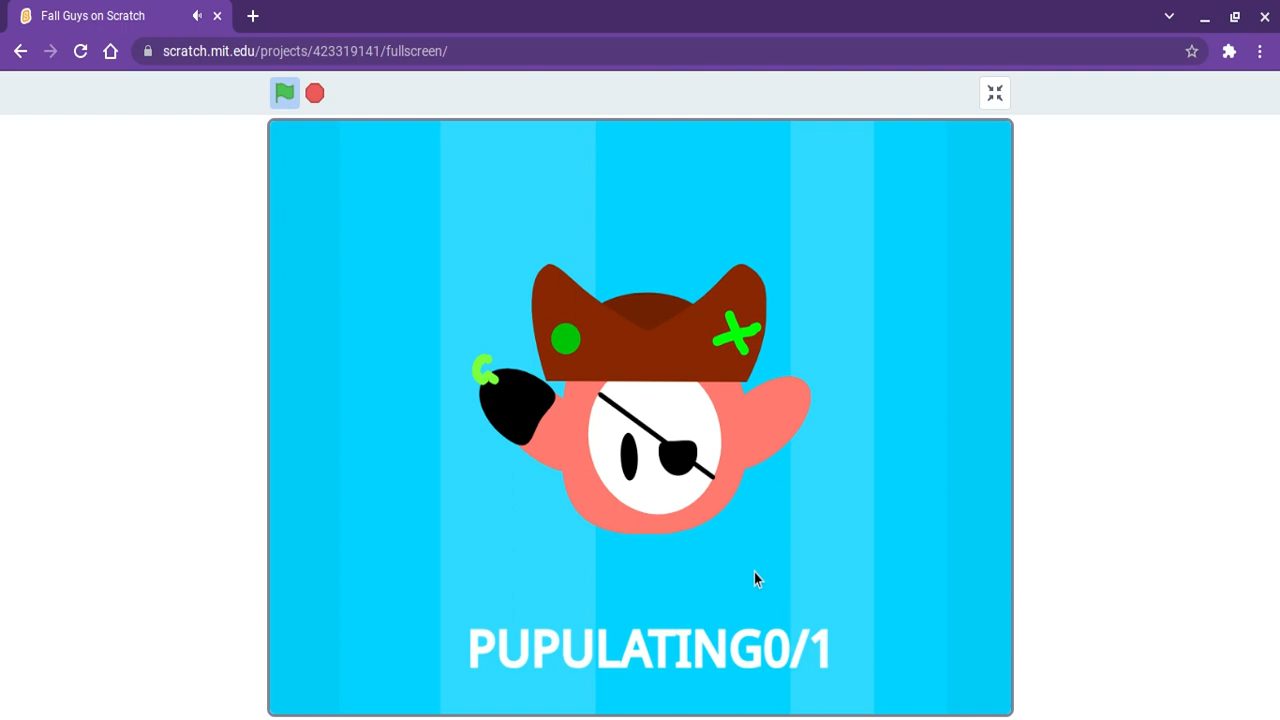 Fall Guys on Scratch
scratch.mit.edu/projects/423319141/fullscreen/
PUPULATING0/1